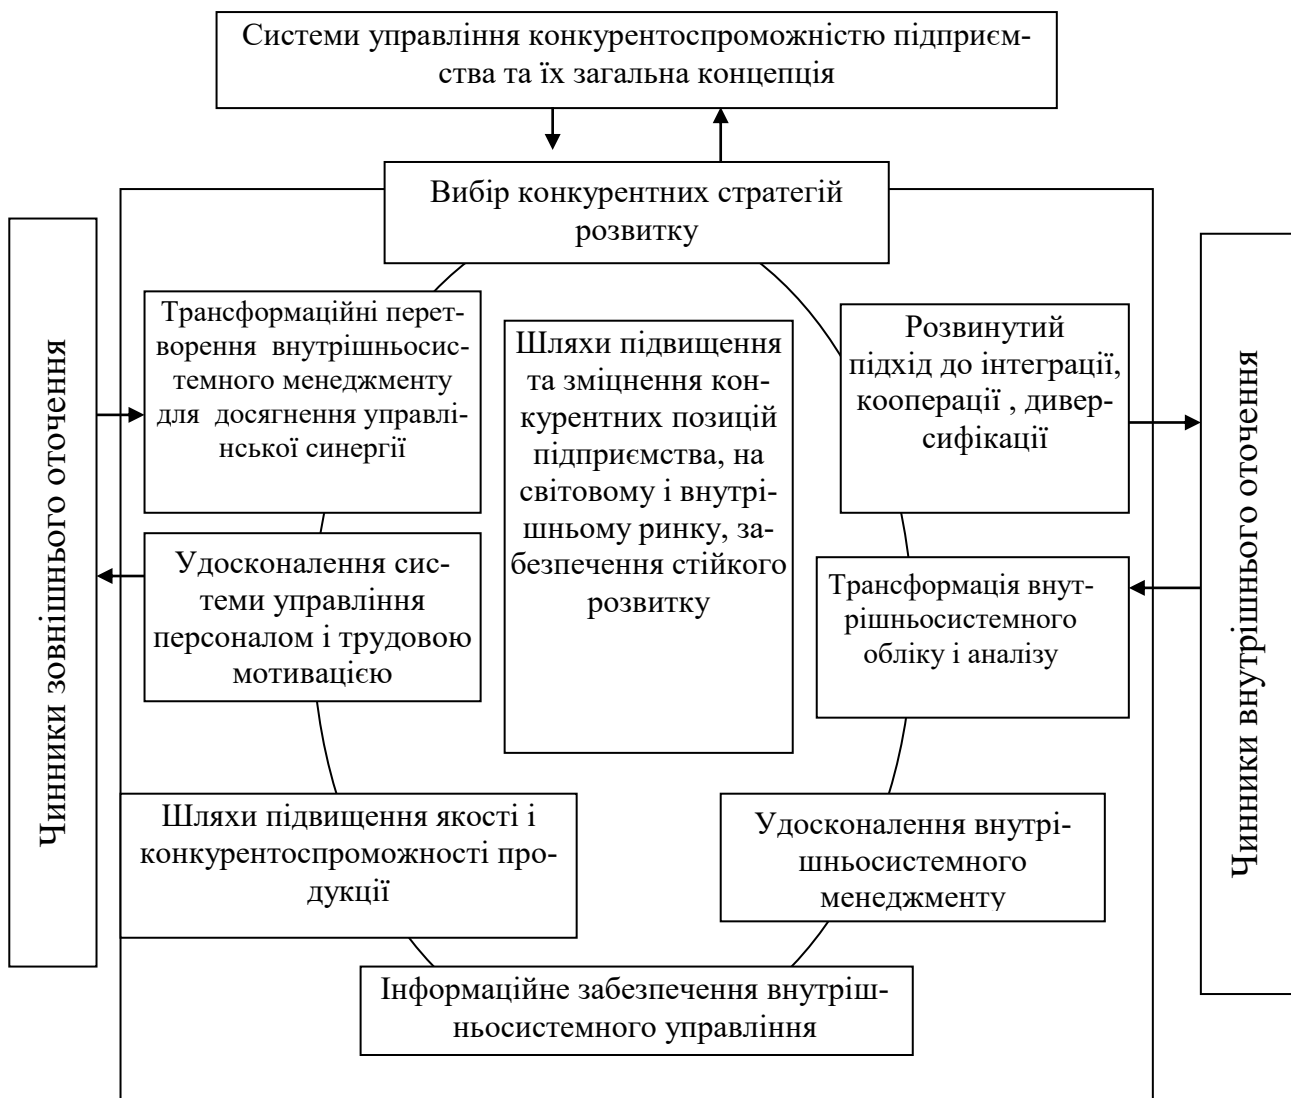 Системи управління конкурентоспроможністю підприєм-
ства та їх загальна концепція
Вибір конкурентних стратегій
розвитку
Чинники зовнішнього оточення
Трансформаційні перет-
ворення внутрішньосис-
темного менеджменту
для досягнення управлі-
нської синергії
Шляхи підвищення
та зміцнення кон-
курентних позицій
підприємства, на
світовому і внутрі-
шньому ринку, за-
безпечення стійкого
розвитку
Розвинутий
підхід до інтеграції,
кооперації , дивер-
сифікації
Чинники внутрішнього оточення
Удосконалення сис-
теми управління
персоналом і трудовою
мотивацією
Трансформація внут-
рішньосистемного
обліку і аналізу
Шляхи підвищення якості і
конкурентоспроможності про-
дукції
Удосконалення внутрі-
шньосистемного
менеджменту
Інформаційне забезпечення внутріш-
ньосистемного управління